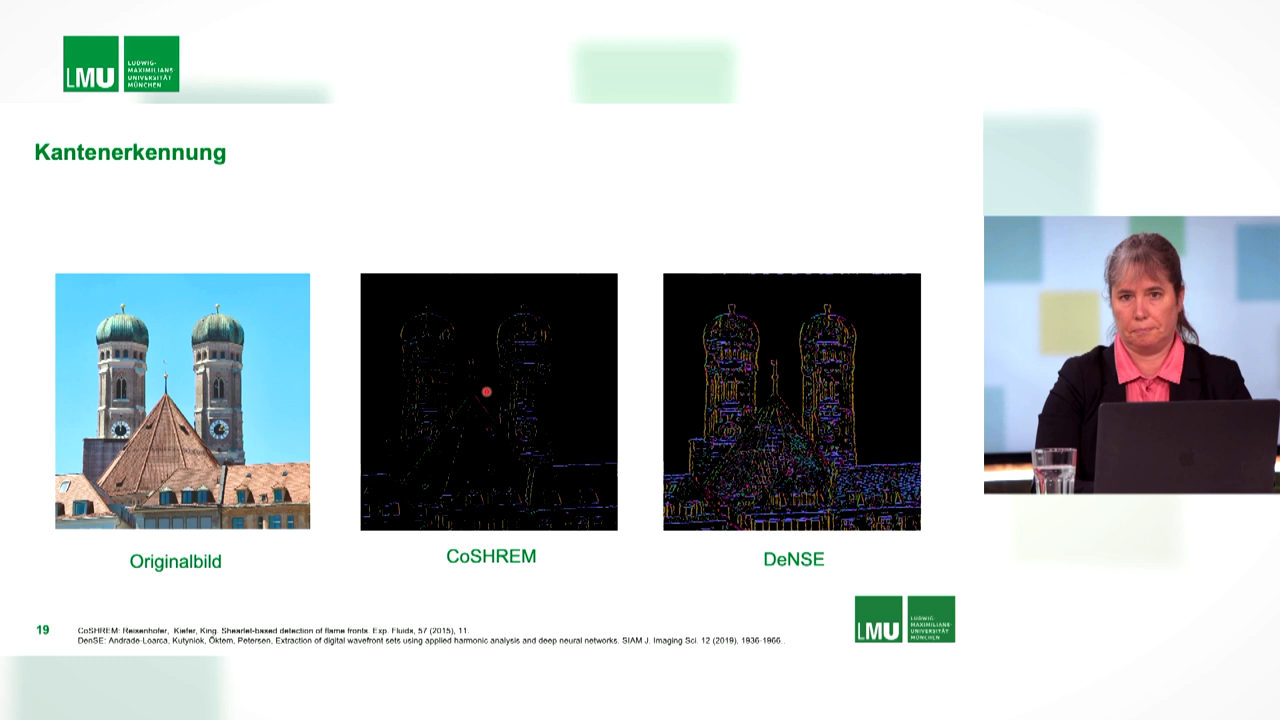 LMU
LUDWIG-
MAXIMILIANS-
UNIVERSITÄT
MÜNCHEN
Kantenerkennung
Originalbild
CoSHREM
DeNSE
19
CoSHREM: Reisenhofer, Kiefer, King. Shearlet-based detection of flame fronts. Exp. Fluids, 57 (2015), 11.
DenSE: Andrade-Loarca, Kutyniok, Öktem, Petersen, Extraction of digital wavefront sets using applied harmonic analysis and deep neural networks. SIAM J. Imaging Sci. 12 (2019), 1936-1966..
LMU
LUDWIG-
MAXIMILIANS-
UNIVERSITÄT
MÜNCHEN